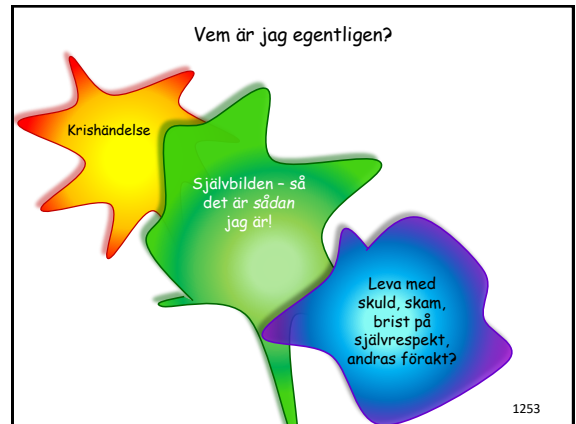 Vem är jag egentligen?
Krishändelse
Självbilden – så
det är sådan
jag är!
Leva med
skuld, skam,
brist på
självrespekt,
andras förakt?
1253